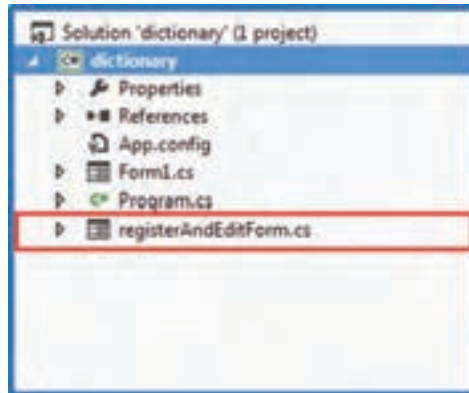 Solution 'dictionary' (1 project)
C# dictionary
Properties
References
App.config
Form1.cs
C# Program.cs
registerAndEditForm.cs